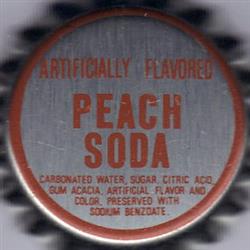 ARTIFICIALLY FLAVORED
PEACH
SODA
CARBONATED WATER, SUGAR, CITRIC ACID,
GUM ACACIA, ARTIFICIAL FLAVOR AND
COLOR, PRESERVED WITH
SODIUM BENZOATE.